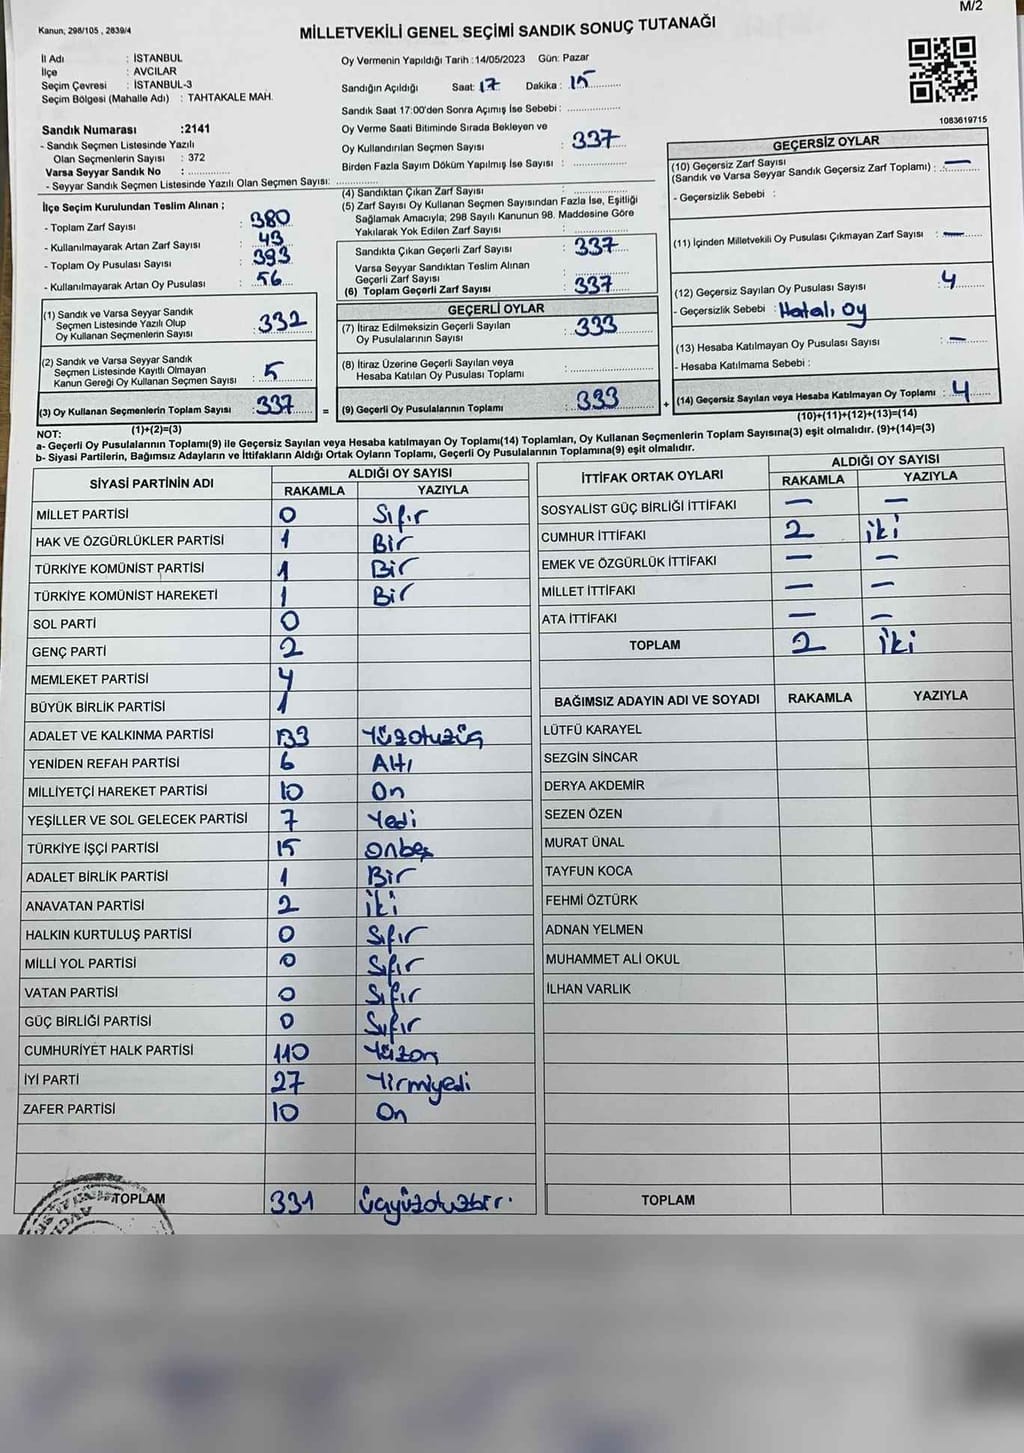 M/2
Kanun, 298/105 , 2839/4
MİLLETVEKİLİ GENEL SEÇİMİ SANDIK SONUÇ TUTANAĞI
İl Adı : İSTANBUL
İlçe : AVCILAR
Seçim Çevresi : İSTANBUL-3
Seçim Bölgesi (Mahalle Adı) : TAHTAKALE MAH.
Oy Vermenin Yapıldığı Tarih : 14/05/2023 Gün: Pazar
Sandığın Açıldığı Saat: 17 Dakika : 15
Sandık Saat 17:00'den Sonra Açımış İse Sebebi :
1083619715
Sandık Numarası :2141
- Sandık Seçmen Listesinde Yazılı
Olan Seçmenlerin Sayısı : 372
Varsa Seyyar Sandık No :
- Seyyar Sandık Seçmen Listesinde Yazılı Olan Seçmen Sayısı:
Oy Verme Saati Bitiminde Sırada Bekleyen ve
Oy Kullandırılan Seçmen Sayısı : 337
Birden Fazla Sayım Döküm Yapılmış İse Sayısı :
İlçe Seçim Kurulundan Teslim Alınan ;
- Toplam Zarf Sayısı : 380
- Kullanılmayarak Artan Zarf Sayısı : 43
- Toplam Oy Pusulası Sayısı : 393
- Kullanılmayarak Artan Oy Pusulası : 56
(4) Sandıktan Çıkan Zarf Sayısı :
(5) Zarf Sayısı Oy Kullanan Seçmen Sayısından Fazla İse, Eşitliği
Sağlamak Amacıyla; 298 Sayılı Kanunun 98. Maddesine Göre
Yakılarak Yok Edilen Zarf Sayısı :
Sandıkta Çıkan Geçerli Zarf Sayısı : 337
Varsa Seyyar Sandıktan Teslim Alınan
Geçerli Zarf Sayısı :
(6) Toplam Geçerli Zarf Sayısı : 337
GEÇERSİZ OYLAR
(10) Geçersiz Zarf Sayısı
(Sandık ve Varsa Seyyar Sandık Geçersiz Zarf Toplamı) : —
- Geçersizlik Sebebi :
(11) İçinden Milletvekili Oy Pusulası Çıkmayan Zarf Sayısı : —
(12) Geçersiz Sayılan Oy Pusulası Sayısı : 4
- Geçersizlik Sebebi : Hatalı Oy
(13) Hesaba Katılmayan Oy Pusulası Sayısı : —
- Hesaba Katılmama Sebebi :
(14) Geçersiz Sayılan veya Hesaba Katılmayan Oy Toplamı : 4
(10)+(11)+(12)+(13)=(14)
(1) Sandık ve Varsa Seyyar Sandık
Seçmen Listesinde Yazılı Olup
Oy Kullanan Seçmenlerin Sayısı : 332
(2) Sandık ve Varsa Seyyar Sandık
Seçmen Listesinde Kayıtlı Olmayan
Kanun Gereği Oy Kullanan Seçmen Sayısı : 5
(3) Oy Kullanan Seçmenlerin Toplam Sayısı : 337
(1)+(2)=(3)
GEÇERLİ OYLAR
(7) İtiraz Edilmeksizin Geçerli Sayılan
Oy Pusulalarının Sayısı : 333
(8) İtiraz Üzerine Geçerli Sayılan veya
Hesaba Katılan Oy Pusulası Toplamı :
= (9) Geçerli Oy Pusulalarının Toplamı : 333 +
NOT:
a- Geçerli Oy Pusulalarının Toplamı(9) ile Geçersiz Sayılan veya Hesaba katılmayan Oy Toplamı(14) Toplamları, Oy Kullanan Seçmenlerin Toplam Sayısına(3) eşit olmalıdır. (9)+(14)=(3)
b- Siyasi Partilerin, Bağımsız Adayların ve İttifakların Aldığı Oyların Toplamı, Geçerli Oy Pusulalarının Toplamına(9) eşit olmalıdır.
SİYASİ PARTİNİN ADI ALDIĞI OY SAYISI
RAKAMLA YAZIYLA
MİLLET PARTİSİ 0 Sıfır
HAK VE ÖZGÜRLÜKLER PARTİSİ 1 Bir
TÜRKİYE KOMÜNİST PARTİSİ 1 Bir
TÜRKİYE KOMÜNİST HAREKETİ 1 Bir
SOL PARTİ 0
GENÇ PARTİ 2
MEMLEKET PARTİSİ 4
BÜYÜK BİRLİK PARTİSİ 1
ADALET VE KALKINMA PARTİSİ 133 Yüzotuzüç
YENİDEN REFAH PARTİSİ 6 Altı
MİLLİYETÇİ HAREKET PARTİSİ 10 On
YEŞİLLER VE SOL GELECEK PARTİSİ 7 Yedi
TÜRKİYE İŞÇİ PARTİSİ 15 Onbeş
ADALET BİRLİK PARTİSİ 1 Bir
ANAVATAN PARTİSİ 2 iki
HALKIN KURTULUŞ PARTİSİ 0 Sıfır
MİLLİ YOL PARTİSİ 0 Sıfır
VATAN PARTİSİ 0 Sıfır
GÜÇ BİRLİĞİ PARTİSİ 0 Sıfır
CUMHURİYET HALK PARTİSİ 110 Yüzon
İYİ PARTİ 27 Yirmiyedi
ZAFER PARTİSİ 10 On
TOPLAM 331 üçyüzotuzbir.
İTTİFAK ORTAK OYLARI ALDIĞI OY SAYISI
RAKAMLA YAZIYLA
SOSYALİST GÜÇ BİRLİĞİ İTTİFAKI — —
CUMHUR İTTİFAKI 2 iki
EMEK VE ÖZGÜRLÜK İTTİFAKI — —
MİLLET İTTİFAKI — —
ATA İTTİFAKI — —
TOPLAM 2 iki
BAĞIMSIZ ADAYIN ADI VE SOYADI RAKAMLA YAZIYLA
LÜTFÜ KARAYEL
SEZGİN SİNCAR
DERYA AKDEMİR
SEZEN ÖZEN
MURAT ÜNAL
TAYFUN KOCA
FEHMİ ÖZTÜRK
ADNAN YELMEN
MUHAMMET ALİ OKUL
İLHAN VARLIK
TOPLAM